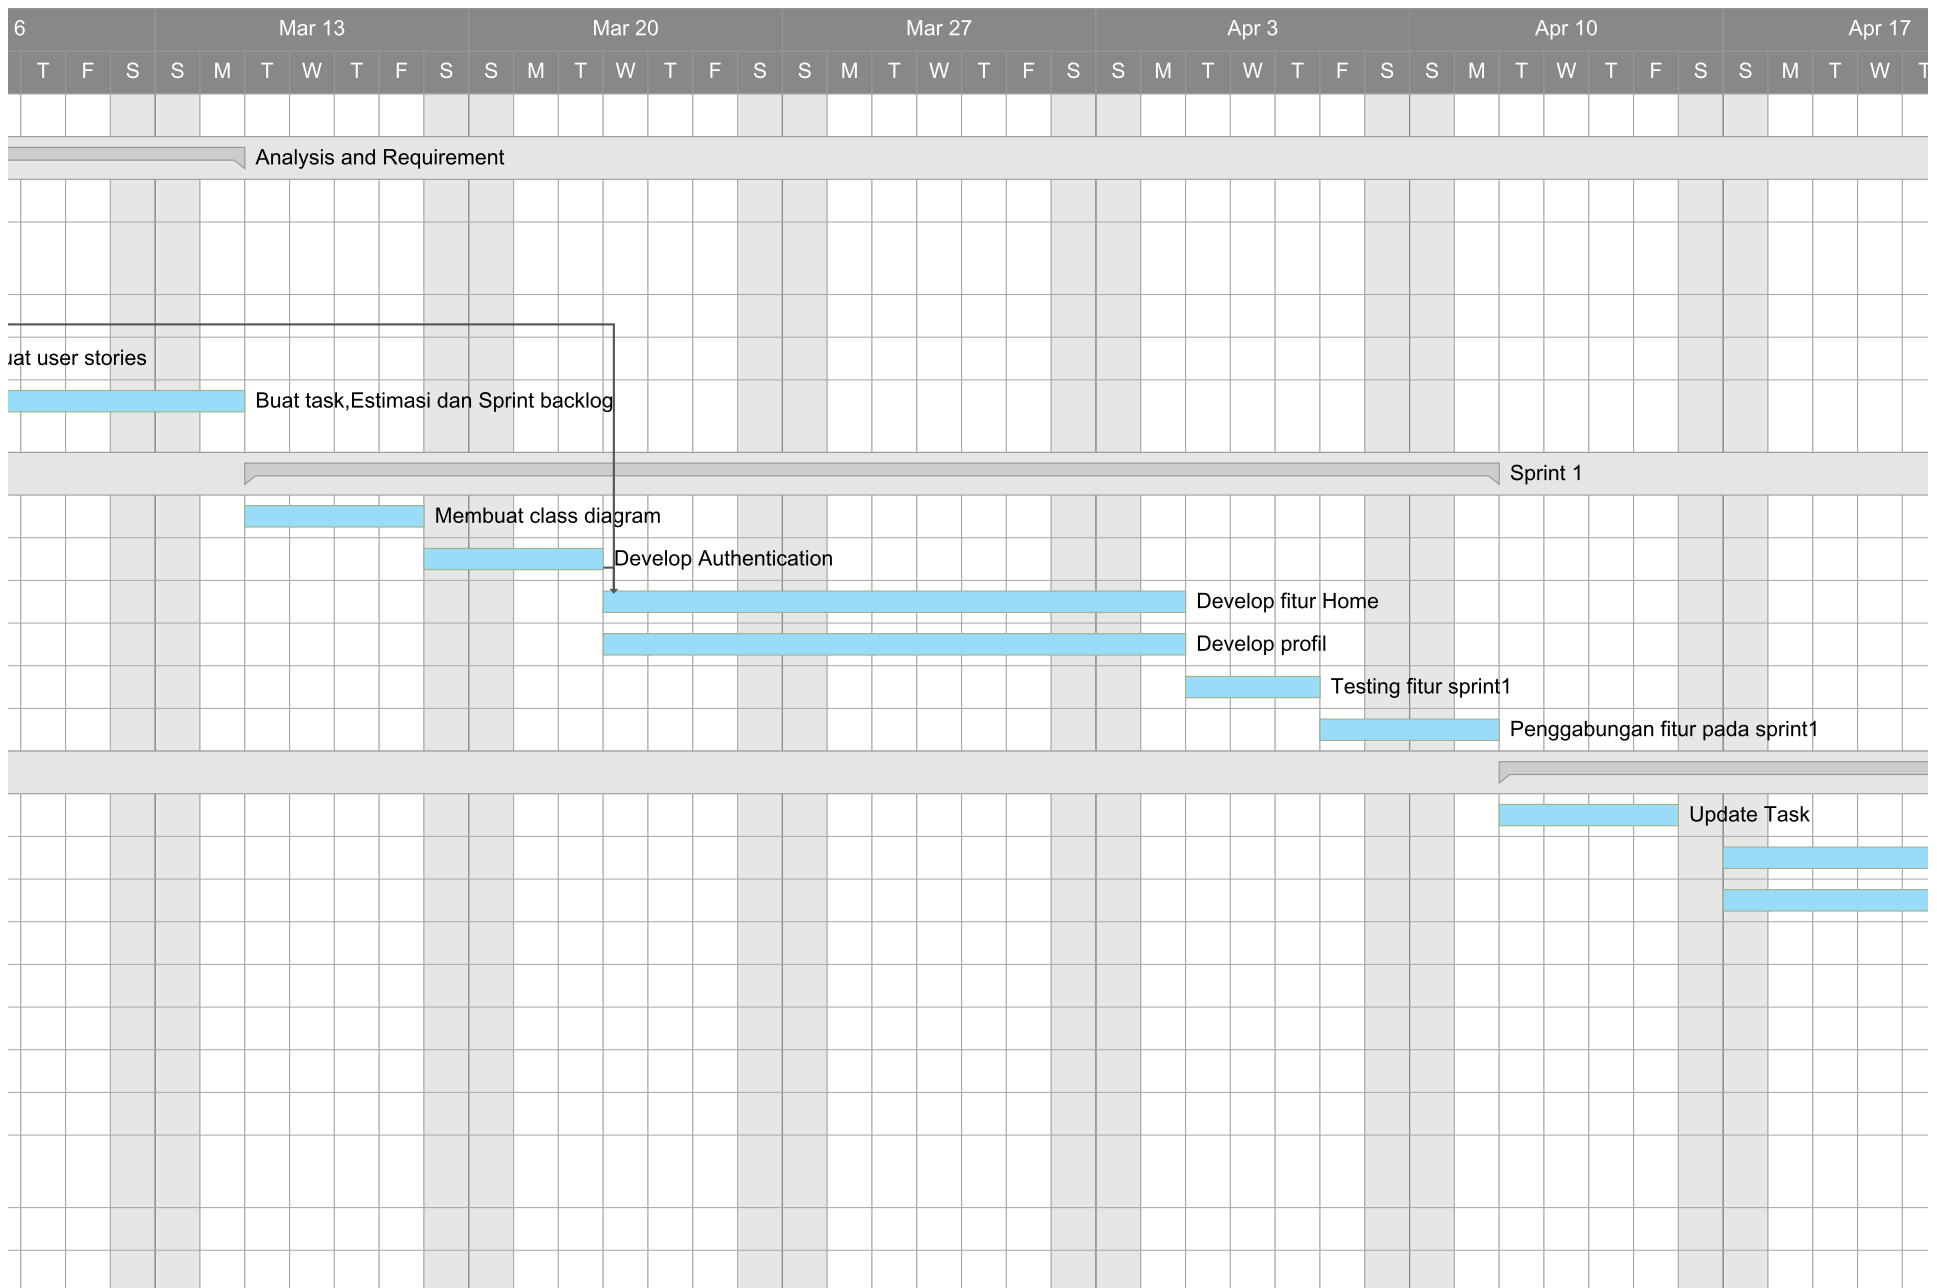 6 Mar 13 Mar 20 Mar 27 Apr 3 Apr 10 Apr 17
T F S S M T W T F S S M T W T F S S M T W T F S S M T W T F S S M T W T F S S M T W T
Analysis and Requirement
user stories
Buat task,Estimasi dan Sprint backlog
Sprint 1
Membuat class diagram
Develop Authentication
Develop fitur Home
Develop profil
Testing fitur sprint1
Penggabungan fitur pada sprint1
Update Task